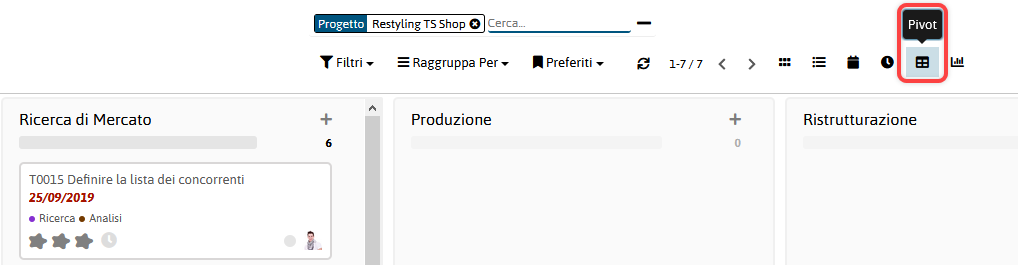 Progetto Restyling TS Shop Cerca...
Pivot
Filtri Raggruppa Per Preferiti 1-7 / 7
Ricerca di Mercato
6
Produzione
0
Ristrutturazione
T0015 Definire la lista dei concorrenti
25/09/2019
Ricerca Analisi